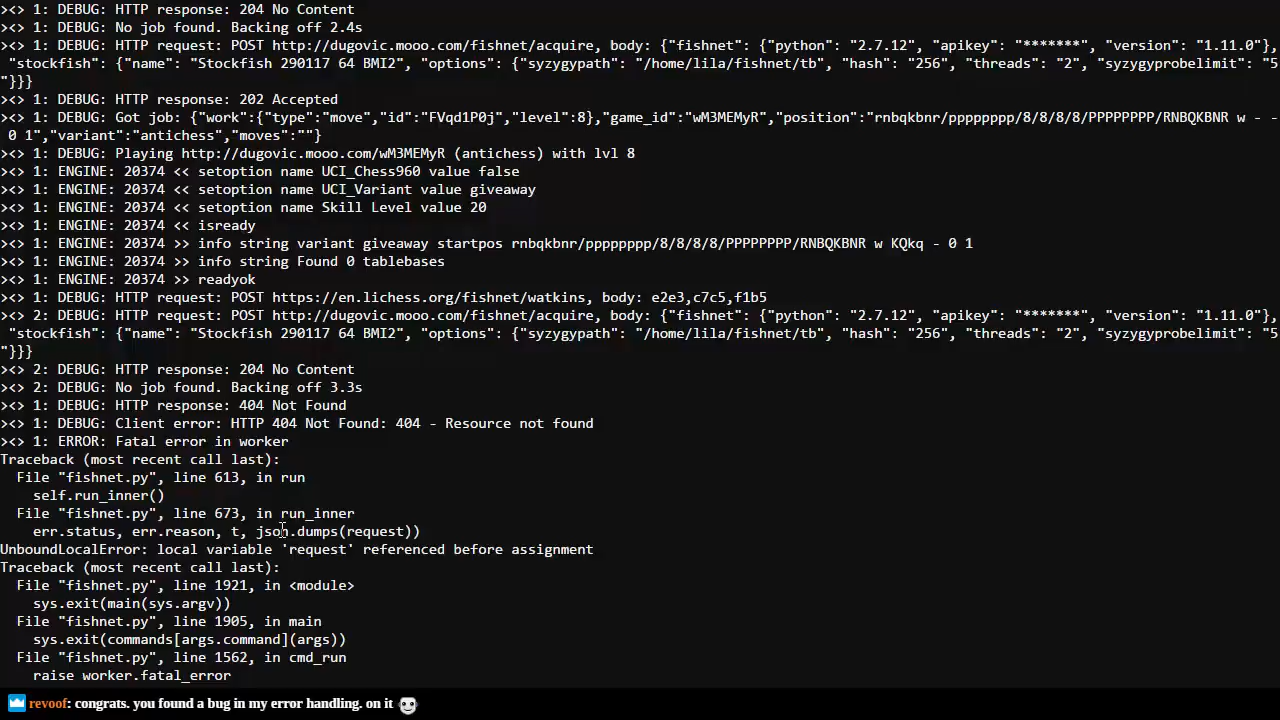 ><> 1: DEBUG: HTTP response: 204 No Content
><> 1: DEBUG: No job found. Backing off 2.4s
><> 1: DEBUG: HTTP request: POST http://dugovic.mooo.com/fishnet/acquire, body: {"fishnet": {"python": "2.7.12", "apikey": "*******", "version": "1.11.0"},
"stockfish": {"name": "Stockfish 290117 64 BMI2", "options": {"syzygypath": "/home/lila/fishnet/tb", "hash": "256", "threads": "2", "syzygyprobelimit": "5
"}}}
><> 1: DEBUG: HTTP response: 202 Accepted
><> 1: DEBUG: Got job: {"work":{"type":"move","id":"FVqd1P0j","level":8},"game_id":"wM3MEMyR","position":"rnbqkbnr/pppppppp/8/8/8/8/PPPPPPPP/RNBQKBNR w - -
0 1","variant":"antichess","moves":""}
><> 1: DEBUG: Playing http://dugovic.mooo.com/wM3MEMyR (antichess) with lvl 8
><> 1: ENGINE: 20374 << setoption name UCI_Chess960 value false
><> 1: ENGINE: 20374 << setoption name UCI_Variant value giveaway
><> 1: ENGINE: 20374 << setoption name Skill Level value 20
><> 1: ENGINE: 20374 << isready
><> 1: ENGINE: 20374 >> info string variant giveaway startpos rnbqkbnr/pppppppp/8/8/8/8/PPPPPPPP/RNBQKBNR w KQkq - 0 1
><> 1: ENGINE: 20374 >> info string Found 0 tablebases
><> 1: ENGINE: 20374 >> readyok
><> 1: DEBUG: HTTP request: POST https://en.lichess.org/fishnet/watkins, body: e2e3,c7c5,f1b5
><> 2: DEBUG: HTTP request: POST http://dugovic.mooo.com/fishnet/acquire, body: {"fishnet": {"python": "2.7.12", "apikey": "*******", "version": "1.11.0"},
"stockfish": {"name": "Stockfish 290117 64 BMI2", "options": {"syzygypath": "/home/lila/fishnet/tb", "hash": "256", "threads": "2", "syzygyprobelimit": "5
"}}}
><> 2: DEBUG: HTTP response: 204 No Content
><> 2: DEBUG: No job found. Backing off 3.3s
><> 1: DEBUG: HTTP response: 404 Not Found
><> 1: DEBUG: Client error: HTTP 404 Not Found: 404 - Resource not found
><> 1: ERROR: Fatal error in worker
Traceback (most recent call last):
File "fishnet.py", line 613, in run
self.run_inner()
File "fishnet.py", line 673, in run_inner
err.status, err.reason, t, json.dumps(request))
UnboundLocalError: local variable 'request' referenced before assignment
Traceback (most recent call last):
File "fishnet.py", line 1921, in <module>
sys.exit(main(sys.argv))
File "fishnet.py", line 1905, in main
sys.exit(commands[args.command](args))
File "fishnet.py", line 1562, in cmd_run
raise worker.fatal_error
revoof: congrats. you found a bug in my error handling. on it